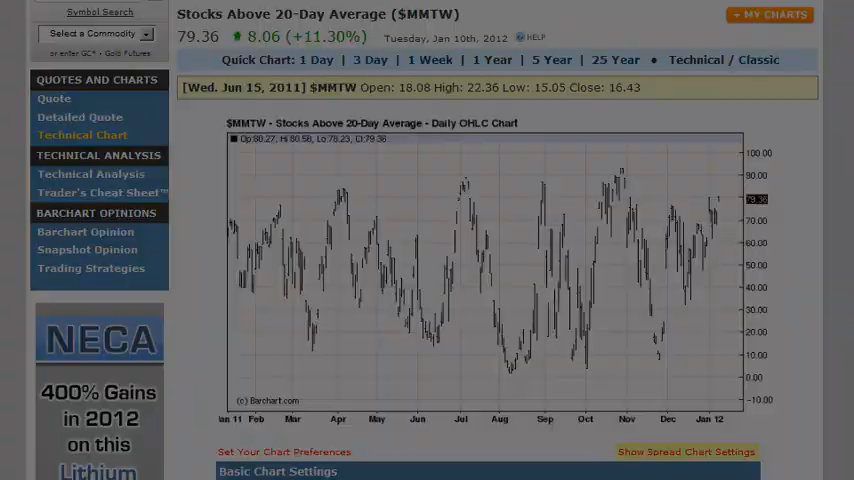 Symbol Search
Select a Commodity
or enter GC* - Gold Futures
QUOTES AND CHARTS
Quote
Detailed Quote
Technical Chart
TECHNICAL ANALYSIS
Technical Analysis
Trader's Cheat Sheet™
BARCHART OPINIONS
Barchart Opinion
Snapshot Opinion
Trading Strategies
NECA
400% Gains
in 2012
on this
Lithium
Stocks Above 20-Day Average ($MMTW)
+ MY CHARTS
79.36 8.06 (+11.30%) Tuesday, Jan 10th, 2012 HELP
Quick Chart: 1 Day | 3 Day | 1 Week | 1 Year | 5 Year | 25 Year • Technical / Classic
[Wed. Jun 15, 2011] $MMTW Open: 18.08 High: 22.36 Low: 15.05 Close: 16.43
$MMTW - Stocks Above 20-Day Average - Daily OHLC Chart
Op:80.27, Hi:80.58, Lo:78.23, Cl:79.36
100.00
90.00
79.36
70.00
60.00
50.00
40.00
30.00
20.00
10.00
0.00
-10.00
(c) Barchart.com
an 11 Feb Mar Apr May Jun Jul Aug Sep Oct Nov Dec Jan 12
Set Your Chart Preferences
Show Spread Chart Settings
Basic Chart Settings